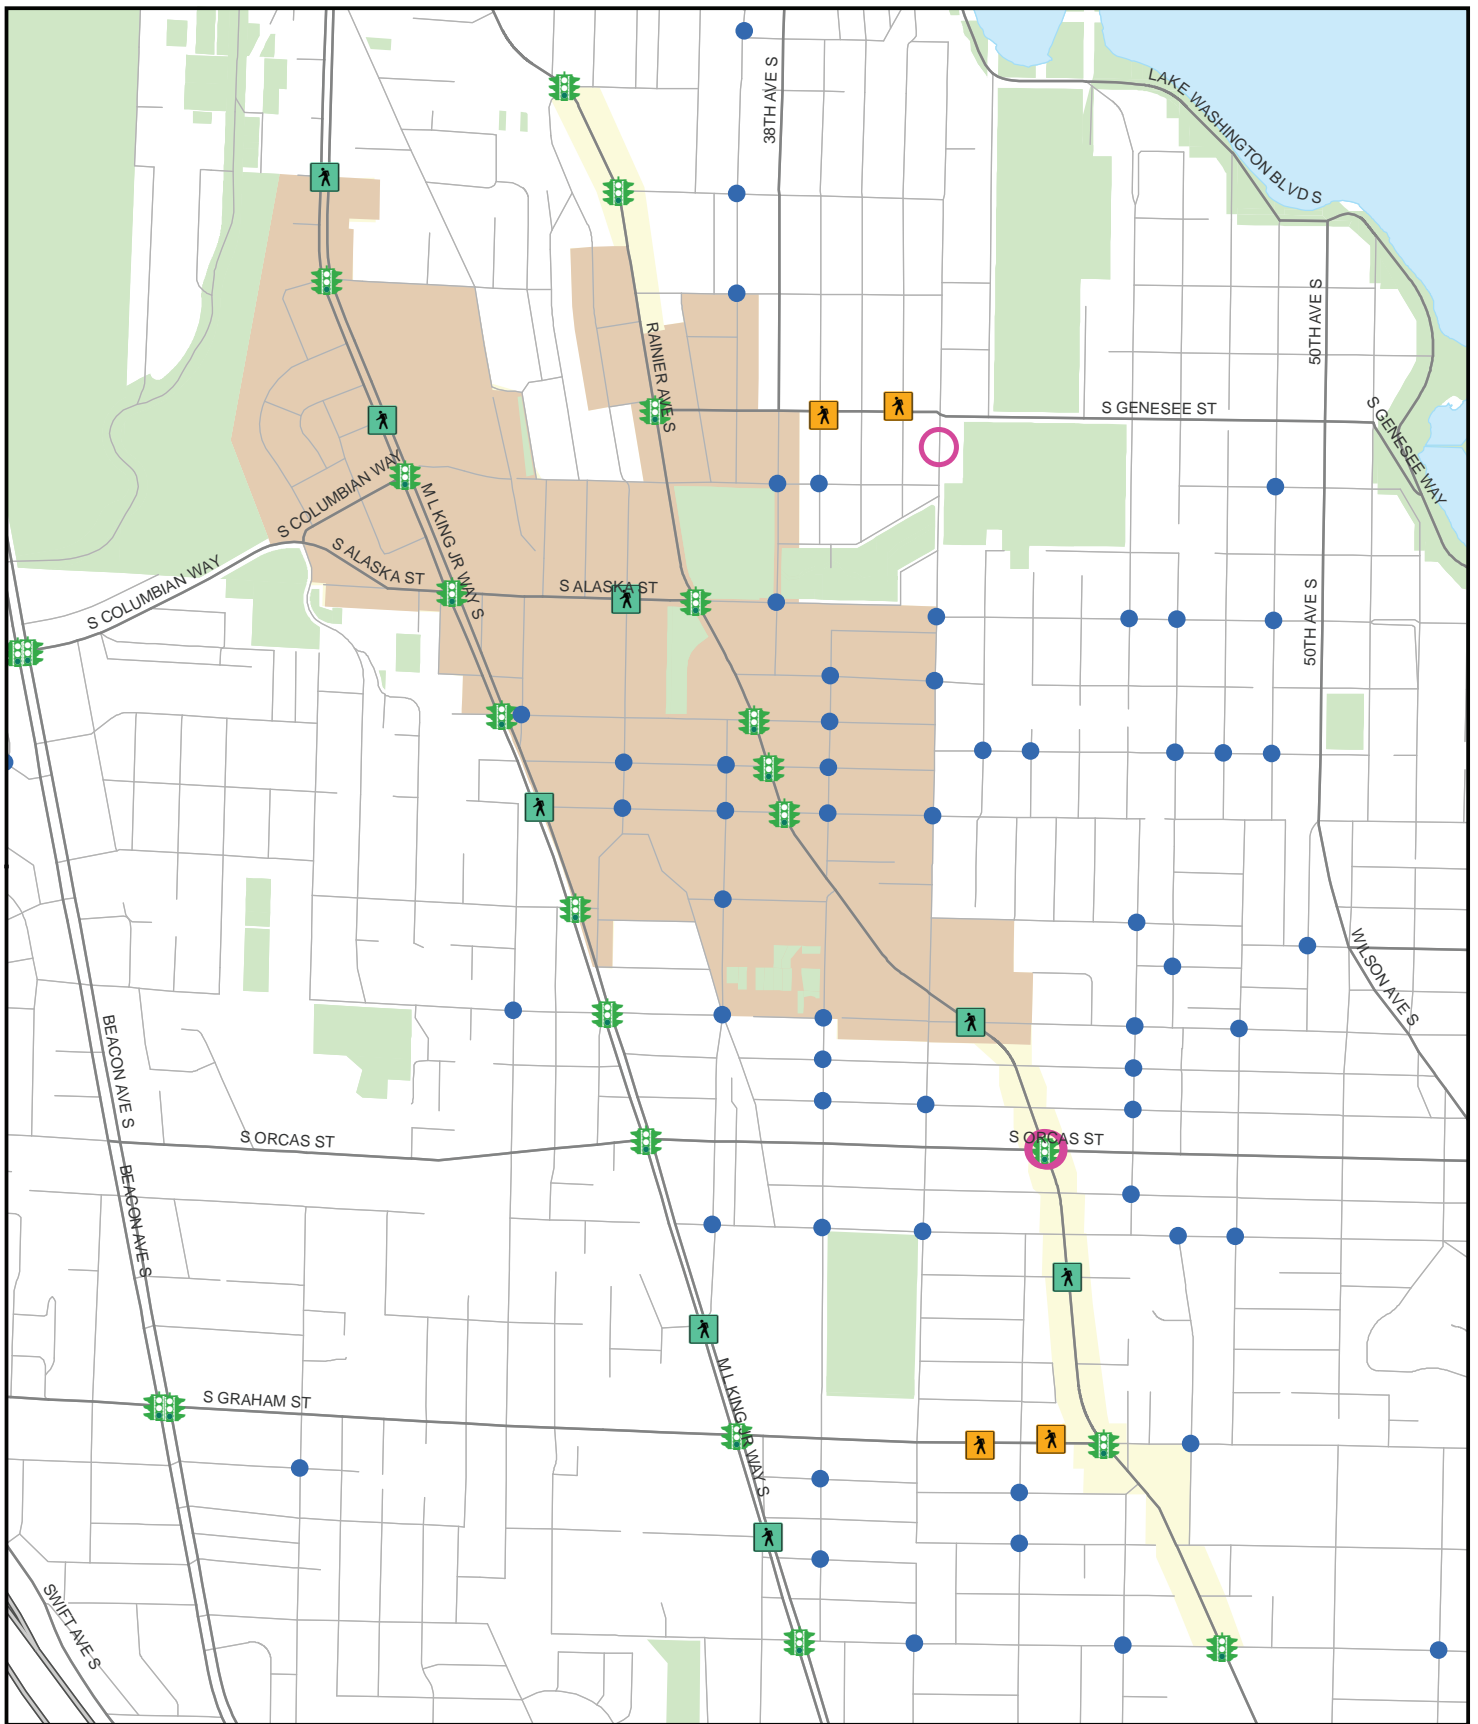 38TH AVE S
LAKE WASHINGTON BLVD S
50TH AVE S
RAINIER AVE S
S GENESEE ST
S GENESEE WAY
S COLUMBIAN WAY
M L KING JR WAY S
S ALASKA ST
S COLUMBIAN WAY
S ALASKA ST
50TH AVE S
WILSON AVE S
BEACON AVE S
S ORCAS ST
S ORCAS ST
BEACON AVE S
S GRAHAM ST
M L KING JR WAY S
SWIFT AVE S